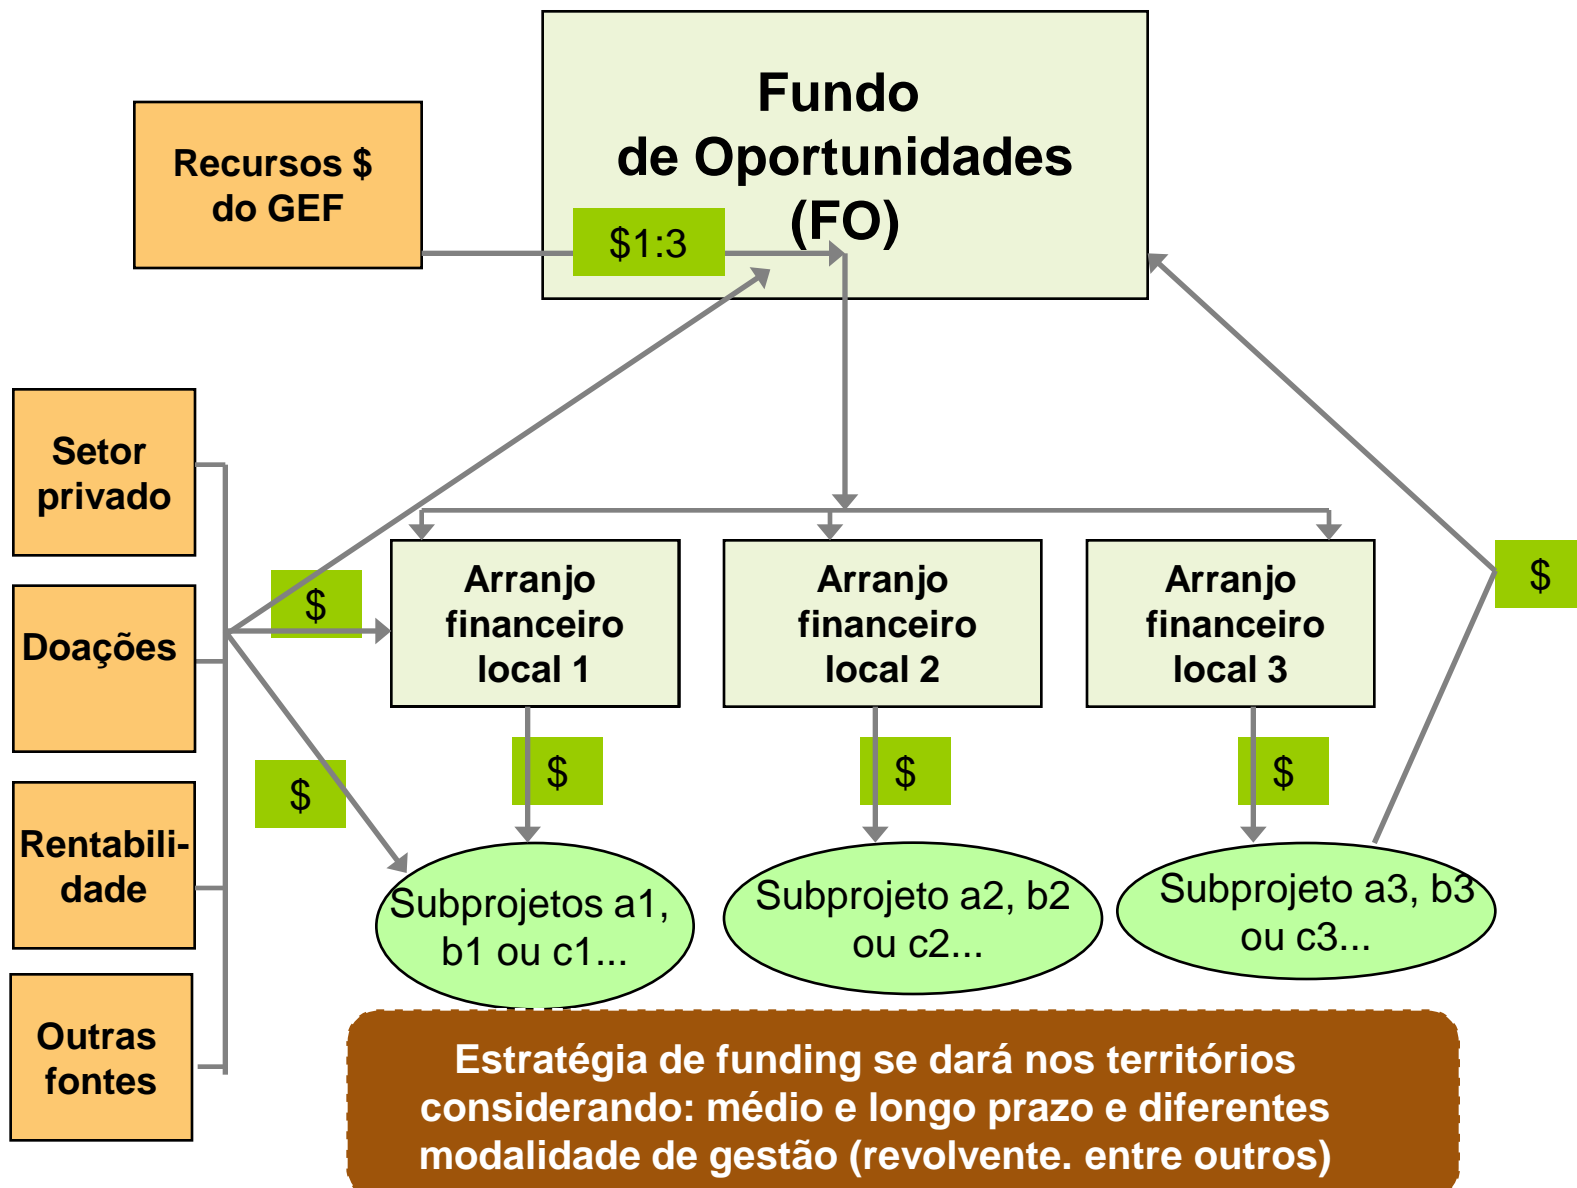 Fundo
de Oportunidades
(FO)
Recursos $
do GEF
$1:3
Setor
privado
Doações
Rentabili-
dade
Outras
fontes
$
$
Arranjo
financeiro
local 1
Arranjo
financeiro
local 2
Arranjo
financeiro
local 3
$
$
$
$
Subprojetos a1,
b1 ou c1...
Subprojeto a2, b2
ou c2...
Subprojeto a3, b3
ou c3...
Estratégia de funding se dará nos territórios
considerando: médio e longo prazo e diferentes
modalidade de gestão (revolvente. entre outros)